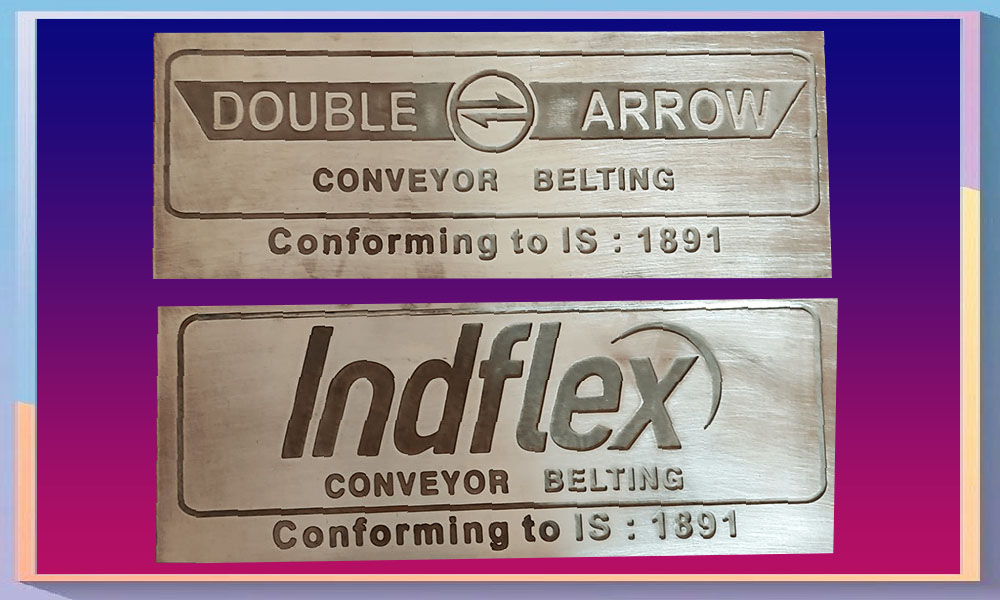 DOUBLE ARROW
CONVEYOR BELTING
Conforming to IS : 1891
Indflex
CONVEYOR BELTING
Conforming to IS : 1891